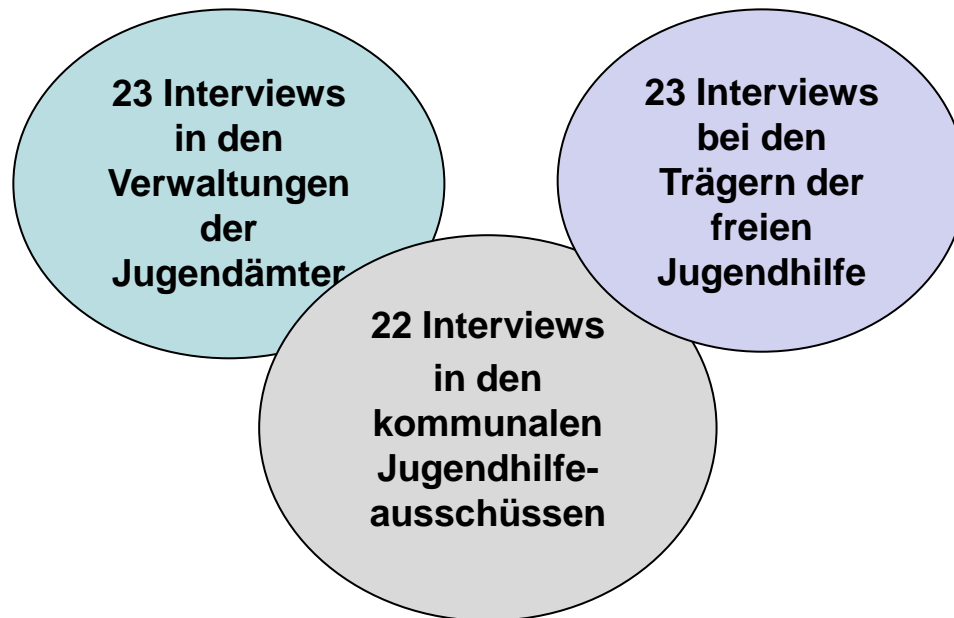 23 Interviews
in den
Verwaltungen
der
Jugendämter
23 Interviews
bei den
Trägern der
freien
Jugendhilfe
22 Interviews
in den
kommunalen
Jugendhilfe-
ausschüssen